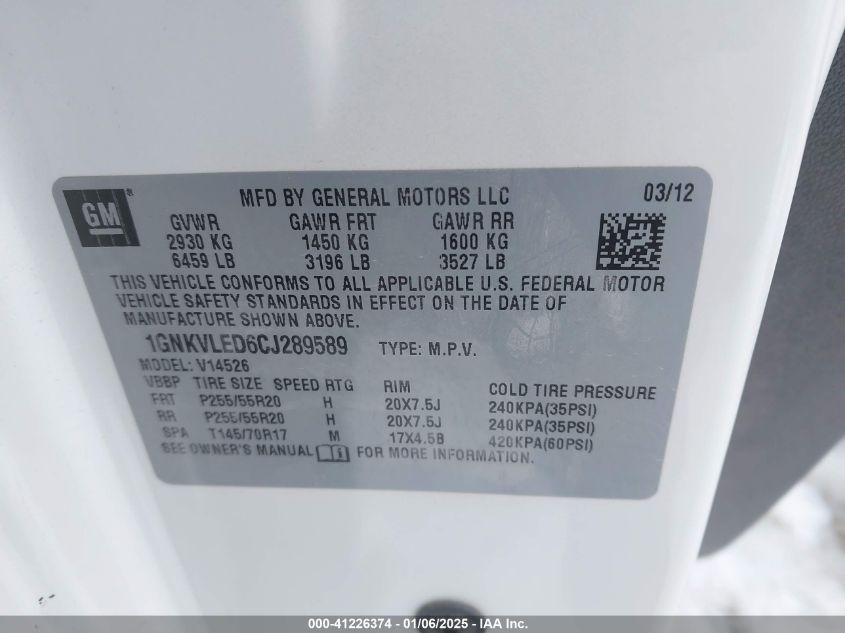 GM
MFD BY GENERAL MOTORS LLC 03/12
GVWR GAWR FRT GAWR RR
2930 KG 1450 KG 1600 KG
6459 LB 3196 LB 3527 LB
THIS VEHICLE CONFORMS TO ALL APPLICABLE U.S. FEDERAL MOTOR
VEHICLE SAFETY STANDARDS IN EFFECT ON THE DATE OF
MANUFACTURE SHOWN ABOVE.
1GNKVLED6CJ289589 TYPE: M.P.V.
MODEL: V14526
VBBP TIRE SIZE SPEED RTG RIM COLD TIRE PRESSURE
FRT P255/55R20 H 20X7.5J 240KPA(35PSI)
RR P255/55R20 H 20X7.5J 240KPA(35PSI)
SPA T145/70R17 M 17X4.5B 420KPA(60PSI)
SEE OWNER'S MANUAL FOR MORE INFORMATION.
000-41226374 | 01/06/2025 - IAA Inc.